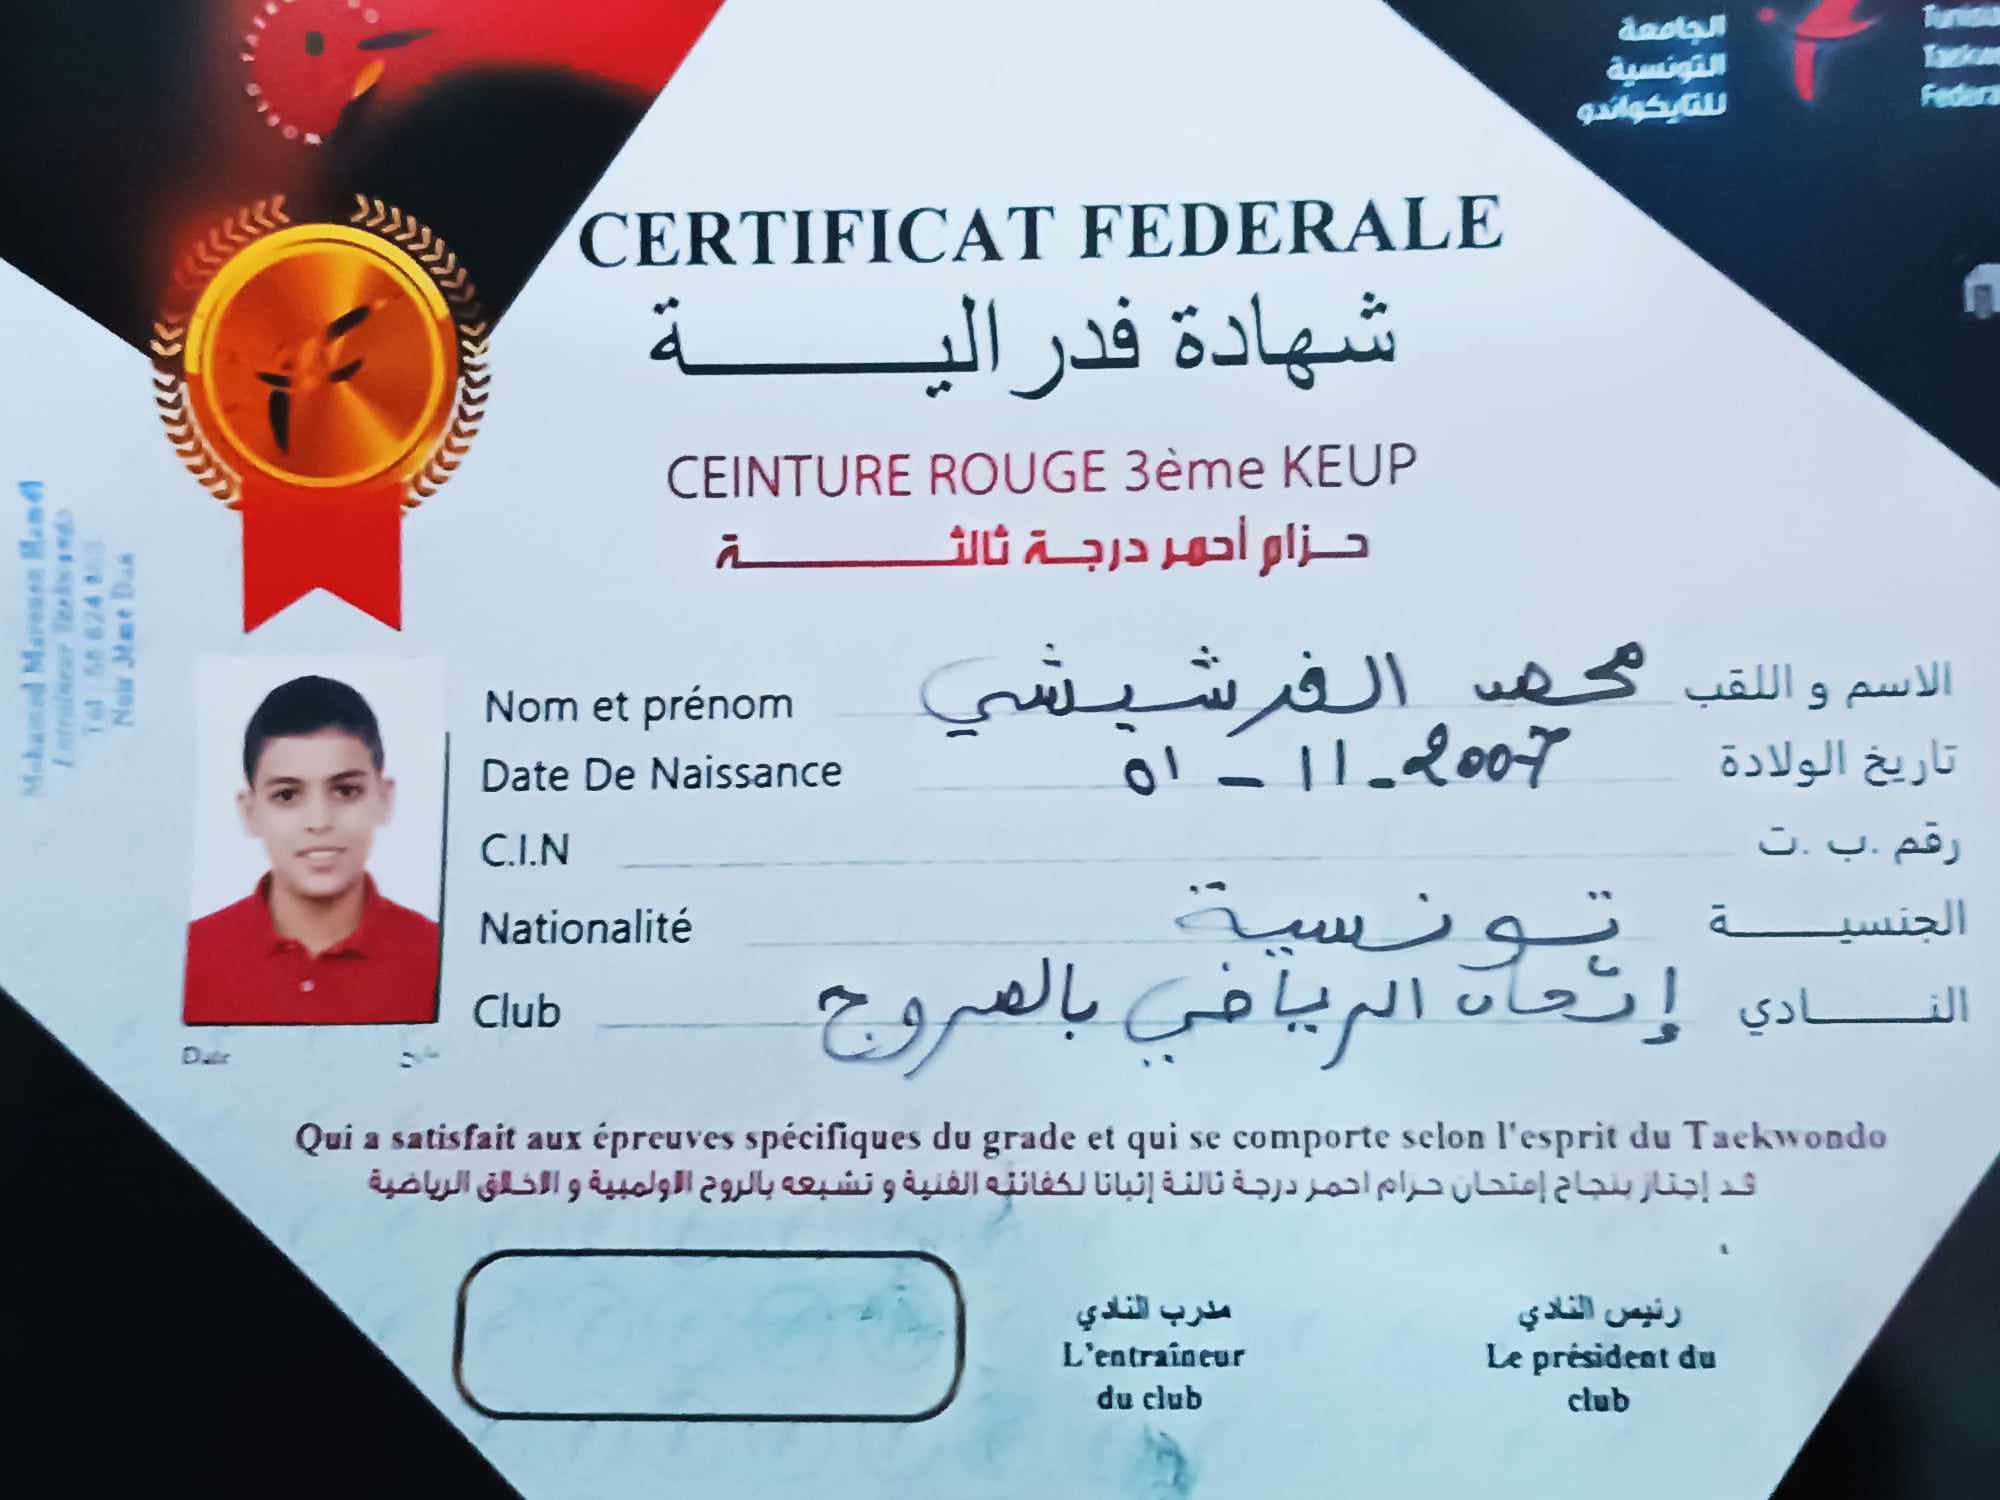 الجامعة
التونسية
للتايكواندو
CERTIFICAT FEDERALE
شهادة فدرالية
CEINTURE ROUGE 3ème KEUP
حزام أحمر درجة ثالثة
Nom et prénom محمد الفرشيشي الاسم و اللقب
Date De Naissance 01-11-2007 تاريخ الولادة
C.I.N رقم .ب .ت
Nationalité تونسية الجنسية
Club إتحاد الرياضي بالمروج النادي
Date
Qui a satisfait aux épreuves spécifiques du grade et qui se comporte selon l'esprit du Taekwondo
قد إجتاز بنجاح إمتحان حزام احمر درجة ثالثة إثباتا لكفائته الفنية و تشبعه بالروح الاولمبية و الاخلاق الرياضية
مدرب النادي
L'entraîneur
du club
رئيس النادي
Le président du
club